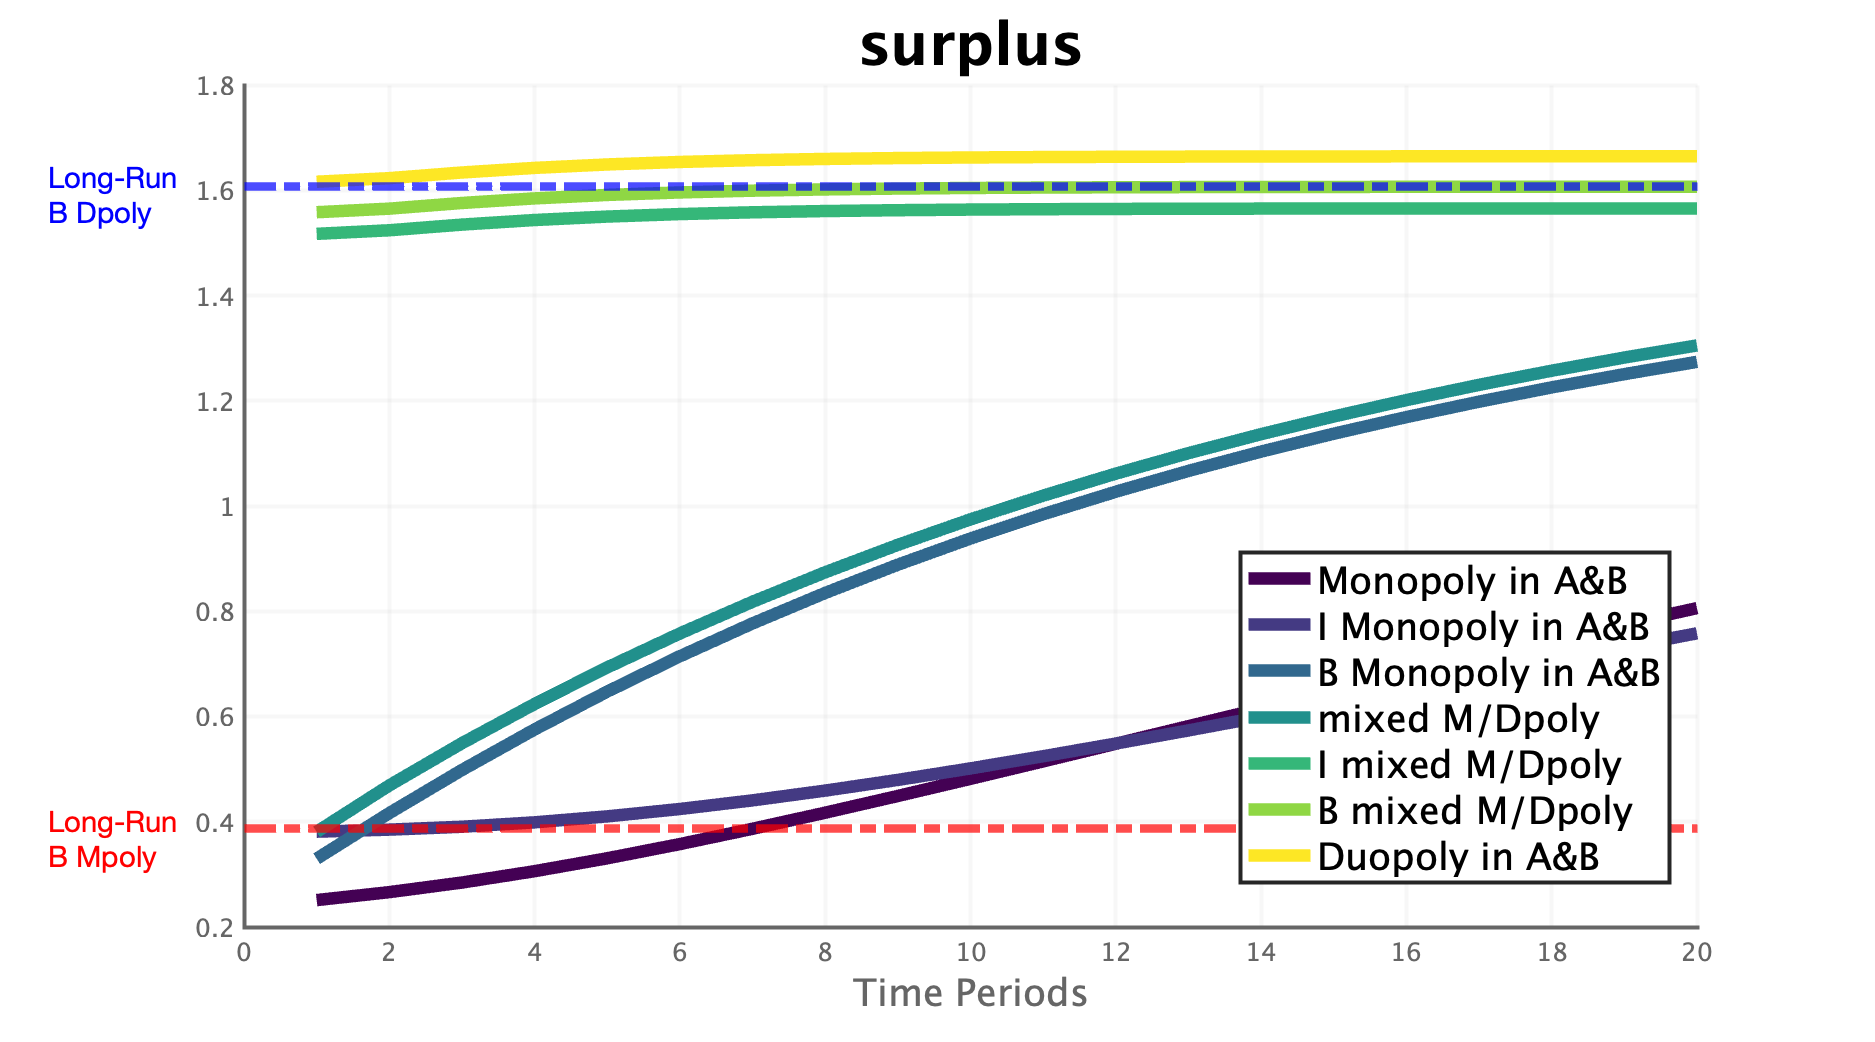 surplus
1.8
Long-Run
B Dpoly
1.6
1.4
1.2
1
0.8
0.6
Long-Run
B Mpoly
0.4
0.2
Monopoly in A&B
I Monopoly in A&B
B Monopoly in A&B
mixed M/Dpoly
I mixed M/Dpoly
B mixed M/Dpoly
Duopoly in A&B
0 2 4 6 8 10 12 14 16 18 20
Time Periods